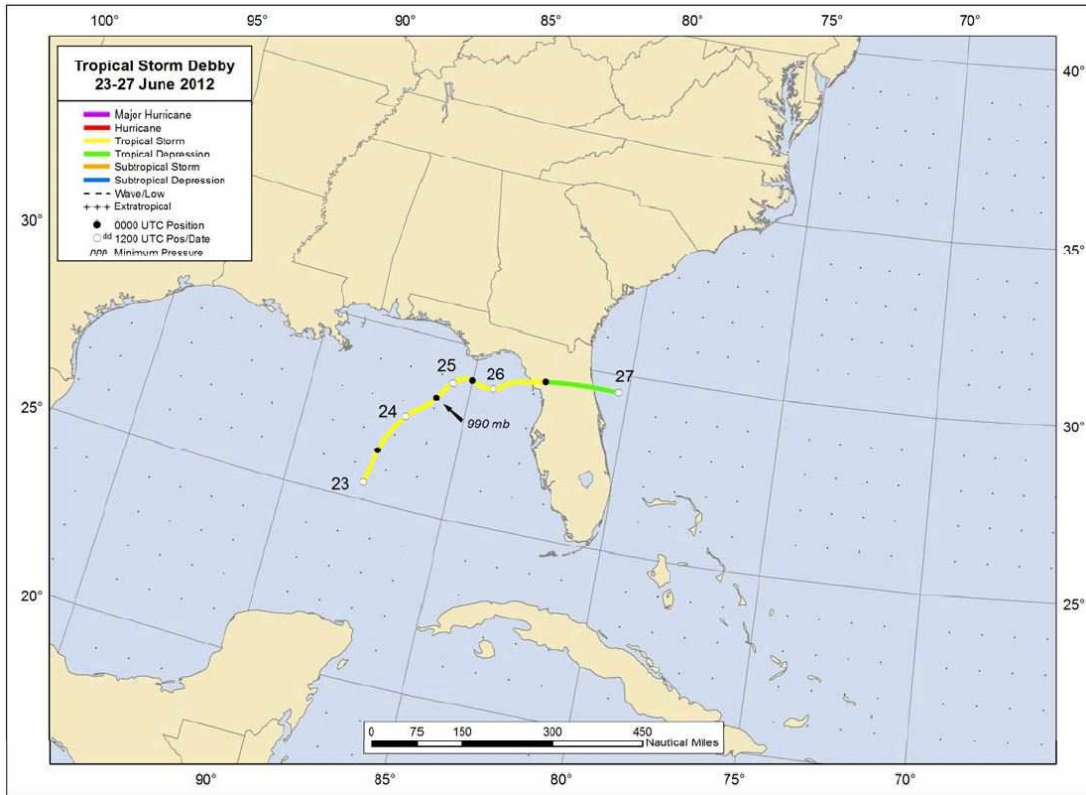 100°
95°
90°
85°
80°
75°
70°
Tropical Storm Debby
23-27 June 2012
Major Hurricane
Hurricane
Tropical Storm
Tropical Depression
Subtropical Storm
Subtropical Depression
Wave/Low
Extratropical
0000 UTC Position
dd 1200 UTC Pos/Date
ppp Minimum Pressure
40°
35°
30°
25°
20°
35°
30°
25°
25
26
27
24
990 mb
23
0 75 150 300 450
Nautical Miles
90°
85°
80°
75°
70°